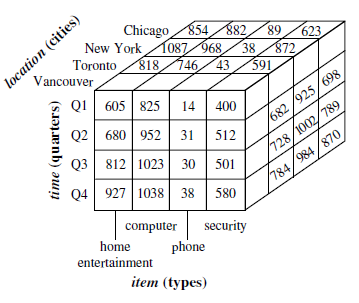 location (cities)
Chicago 854 882 89 623
New York 1087 968 38 872
Toronto 818 746 43 591
Vancouver
time (quarters)
Q1 605 825 14 400
Q2 680 952 31 512
Q3 812 1023 30 501
Q4 927 1038 38 580
682 925 698
728 1002 789
784 984 870
computer security
home phone
entertainment
item (types)